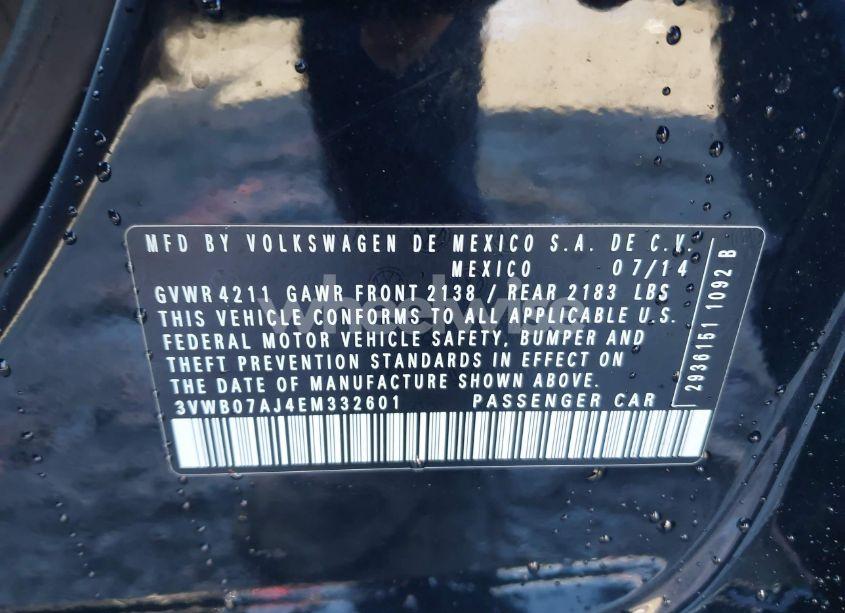 MFD BY VOLKSWAGEN DE MEXICO S.A. DE C.V.
MEXICO 07/14
GVWR 4211 GAWR FRONT 2138 / REAR 2183 LBS
THIS VEHICLE CONFORMS TO ALL APPLICABLE U.S.
FEDERAL MOTOR VEHICLE SAFETY, BUMPER AND
THEFT PREVENTION STANDARDS IN EFFECT ON
THE DATE OF MANUFACTURE SHOWN ABOVE.
3VWB07AJ4EM332601 PASSENGER CAR
2936151 1092 B
wheelwise